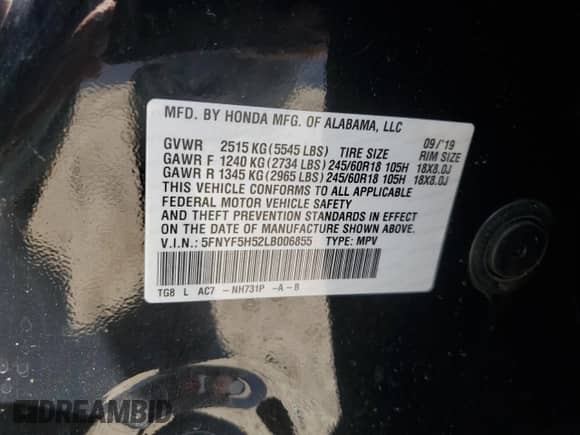 MFD. BY HONDA MFG. OF ALABAMA, LLC
09/'19
GVWR 2515 KG(5545 LBS) TIRE SIZE RIM SIZE
GAWR F 1240 KG(2734 LBS) 245/60R18 105H 18X8.0J
GAWR R 1345 KG(2965 LBS) 245/60R18 105H 18X8.0J
THIS VEHICLE CONFORMS TO ALL APPLICABLE
FEDERAL MOTOR VEHICLE SAFETY
AND THEFT PREVENTION STANDARDS IN EFFECT
ON THE DATE OF MANUFACTURE SHOWN ABOVE.
V.I.N.: 5FNYF5H52LB006855 TYPE: MPV
TG8 L AC7 -NH731P -A-B
DREAMBID